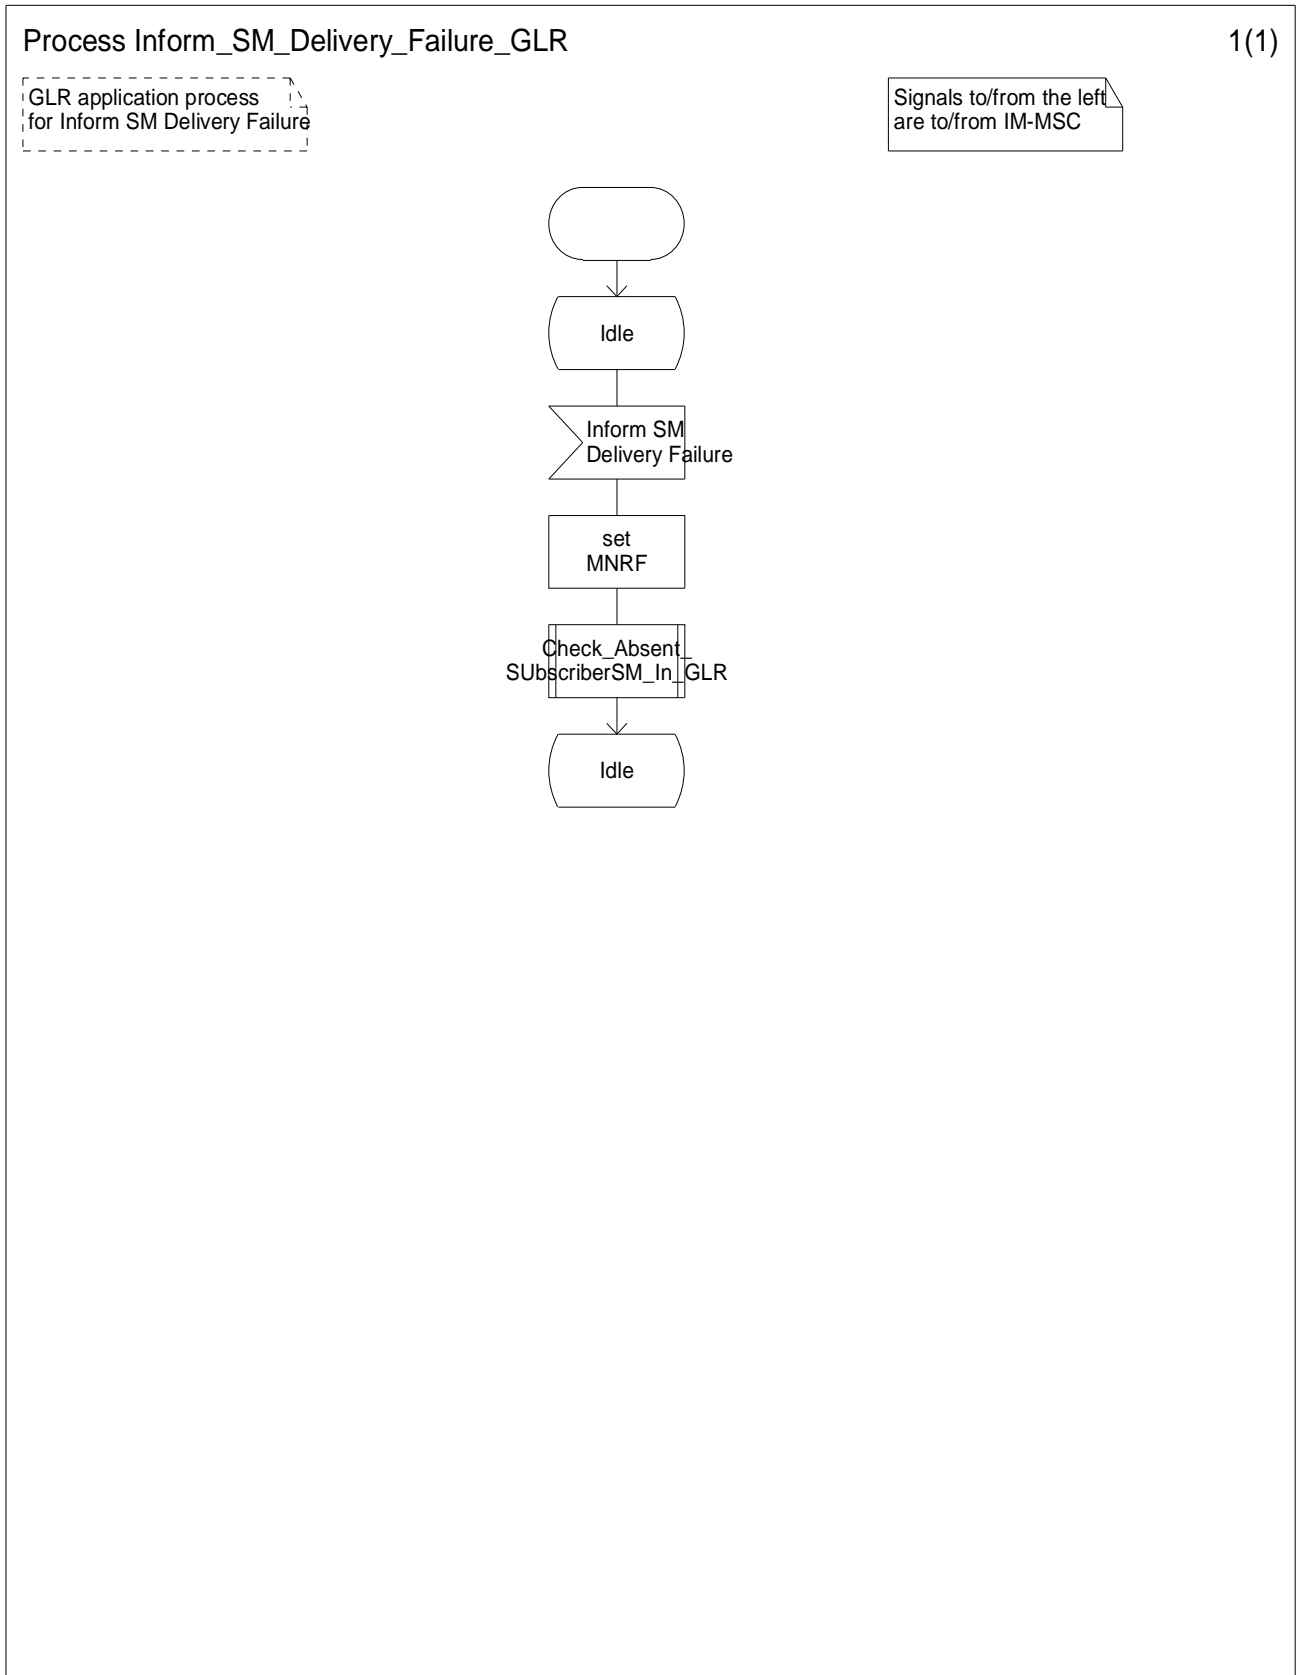 Process Inform_SM_Delivery_Failure_GLR
1(1)
GLR application process
for Inform SM Delivery Failure
Signals to/from the left
are to/from IM-MSC
Idle
Inform SM
Delivery Failure
set
MNRF
Check_Absent_
SUbscriberSM_In_GLR
Idle